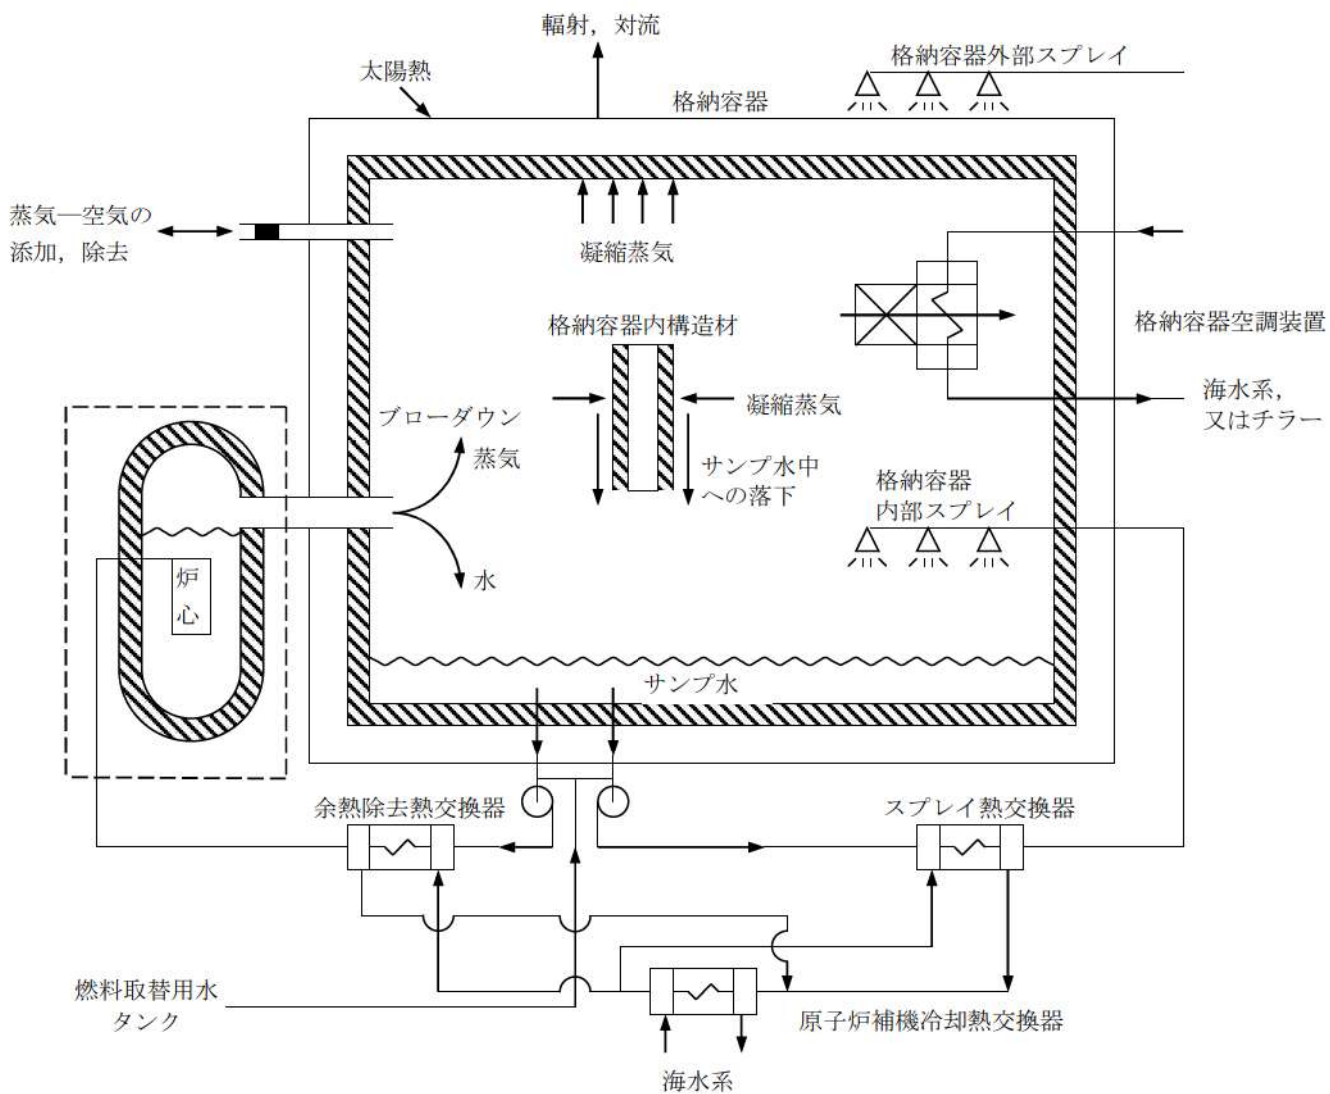 輻射，対流
太陽熱
格納容器外部スプレイ
格納容器
蒸気―空気の
添加，除去
凝縮蒸気
格納容器内構造材
格納容器空調装置
海水系，
又はチラー
凝縮蒸気
ブローダウン
蒸気
サンプ水中
への落下
格納容器
内部スプレイ
炉
心
水
サンプ水
余熱除去熱交換器
スプレイ熱交換器
燃料取替用水
タンク
原子炉補機冷却熱交換器
海水系